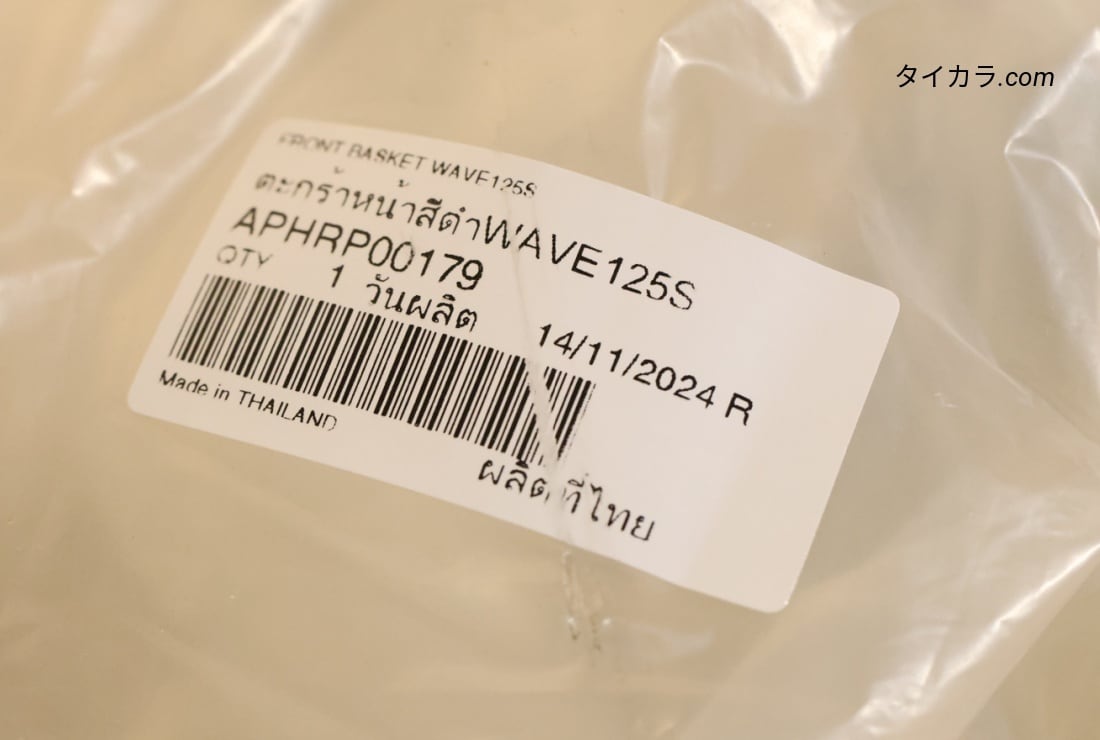 タイカラ.com
FRONT BASKET WAVE125S
ตะกร้าหน้าสีดำWAVE125S
APHRP00179
QTY 1 วันผลิต 14/11/2024 R
Made in THAILAND
ผลิตที่ไทย